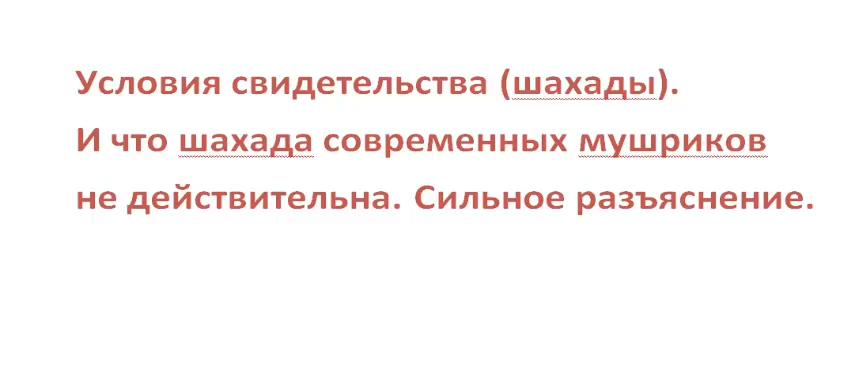 Условия свидетельства (шахады).
И что шахада современных мушриков
не действительна. Сильное разъяснение.